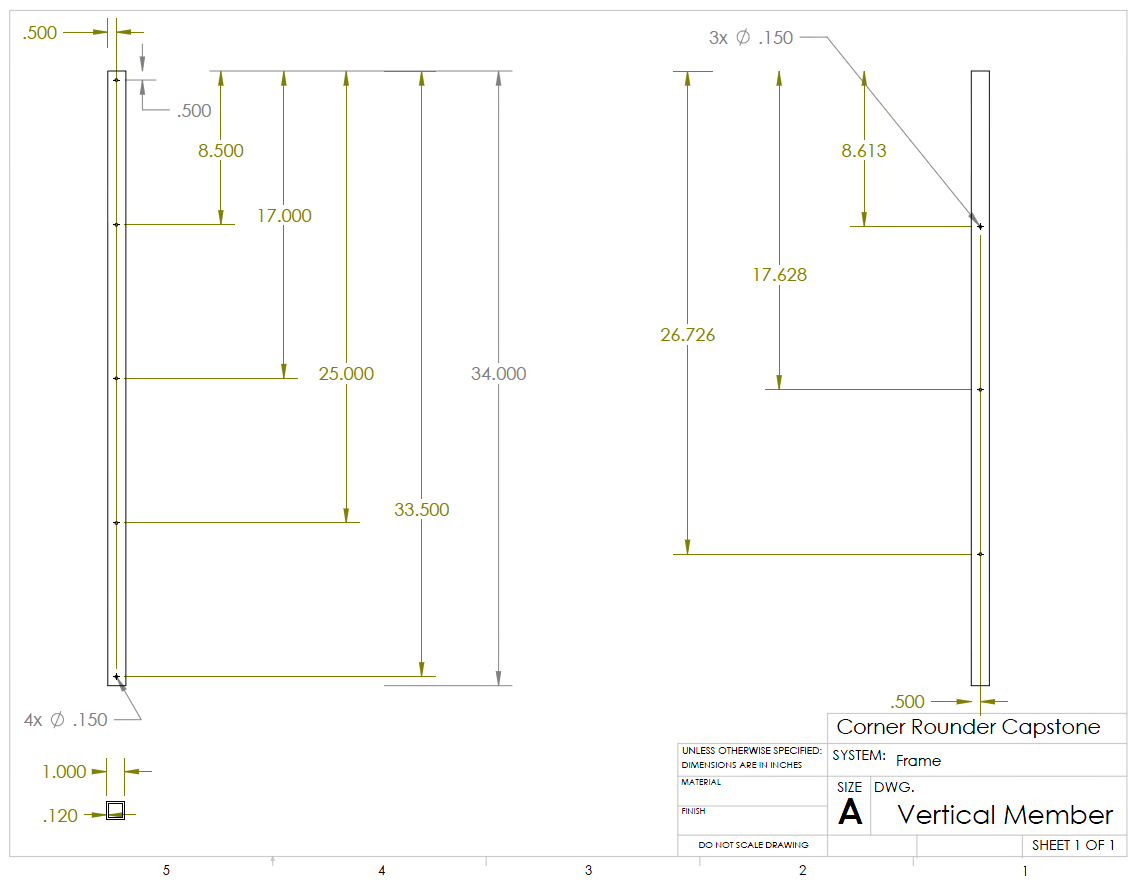 .500
3x ∅ .150
.500
8.500
8.613
17.000
17.628
26.726
25.000
34.000
33.500
.500
4x ∅ .150
Corner Rounder Capstone
UNLESS OTHERWISE SPECIFIED:
DIMENSIONS ARE IN INCHES
SYSTEM: Frame
1.000
MATERIAL
SIZE
A
DWG.
Vertical Member
.120
FINISH
DO NOT SCALE DRAWING
SHEET 1 OF 1
5 4 3 2 1